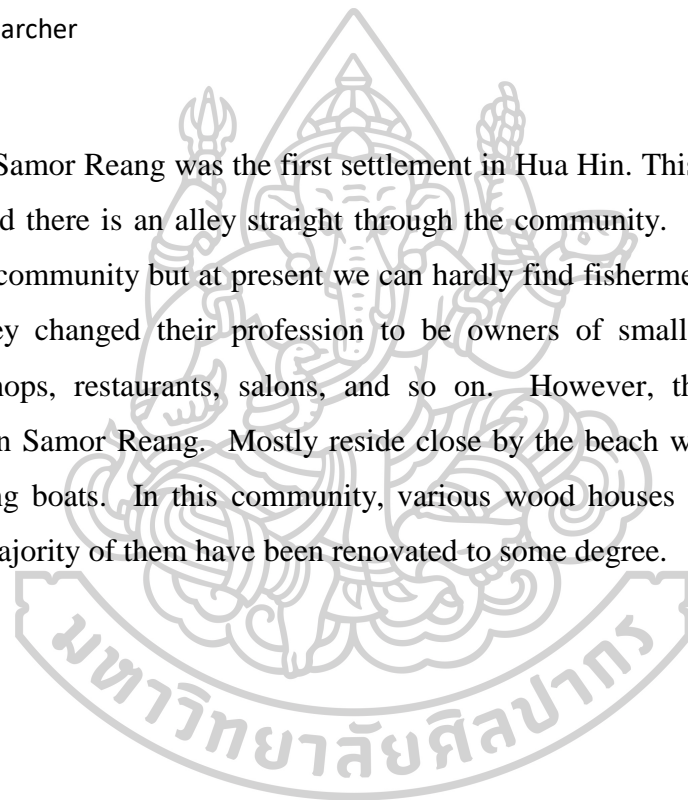 archer
Samor Reang was the first settlement in Hua Hin. This
d there is an alley straight through the community.
community but at present we can hardly find fisherme
ey changed their profession to be owners of small
hops, restaurants, salons, and so on. However, th
n Samor Reang. Mostly reside close by the beach w
ng boats. In this community, various wood houses
ajority of them have been renovated to some degree.
มหาวิทยาลัยศิลปากร